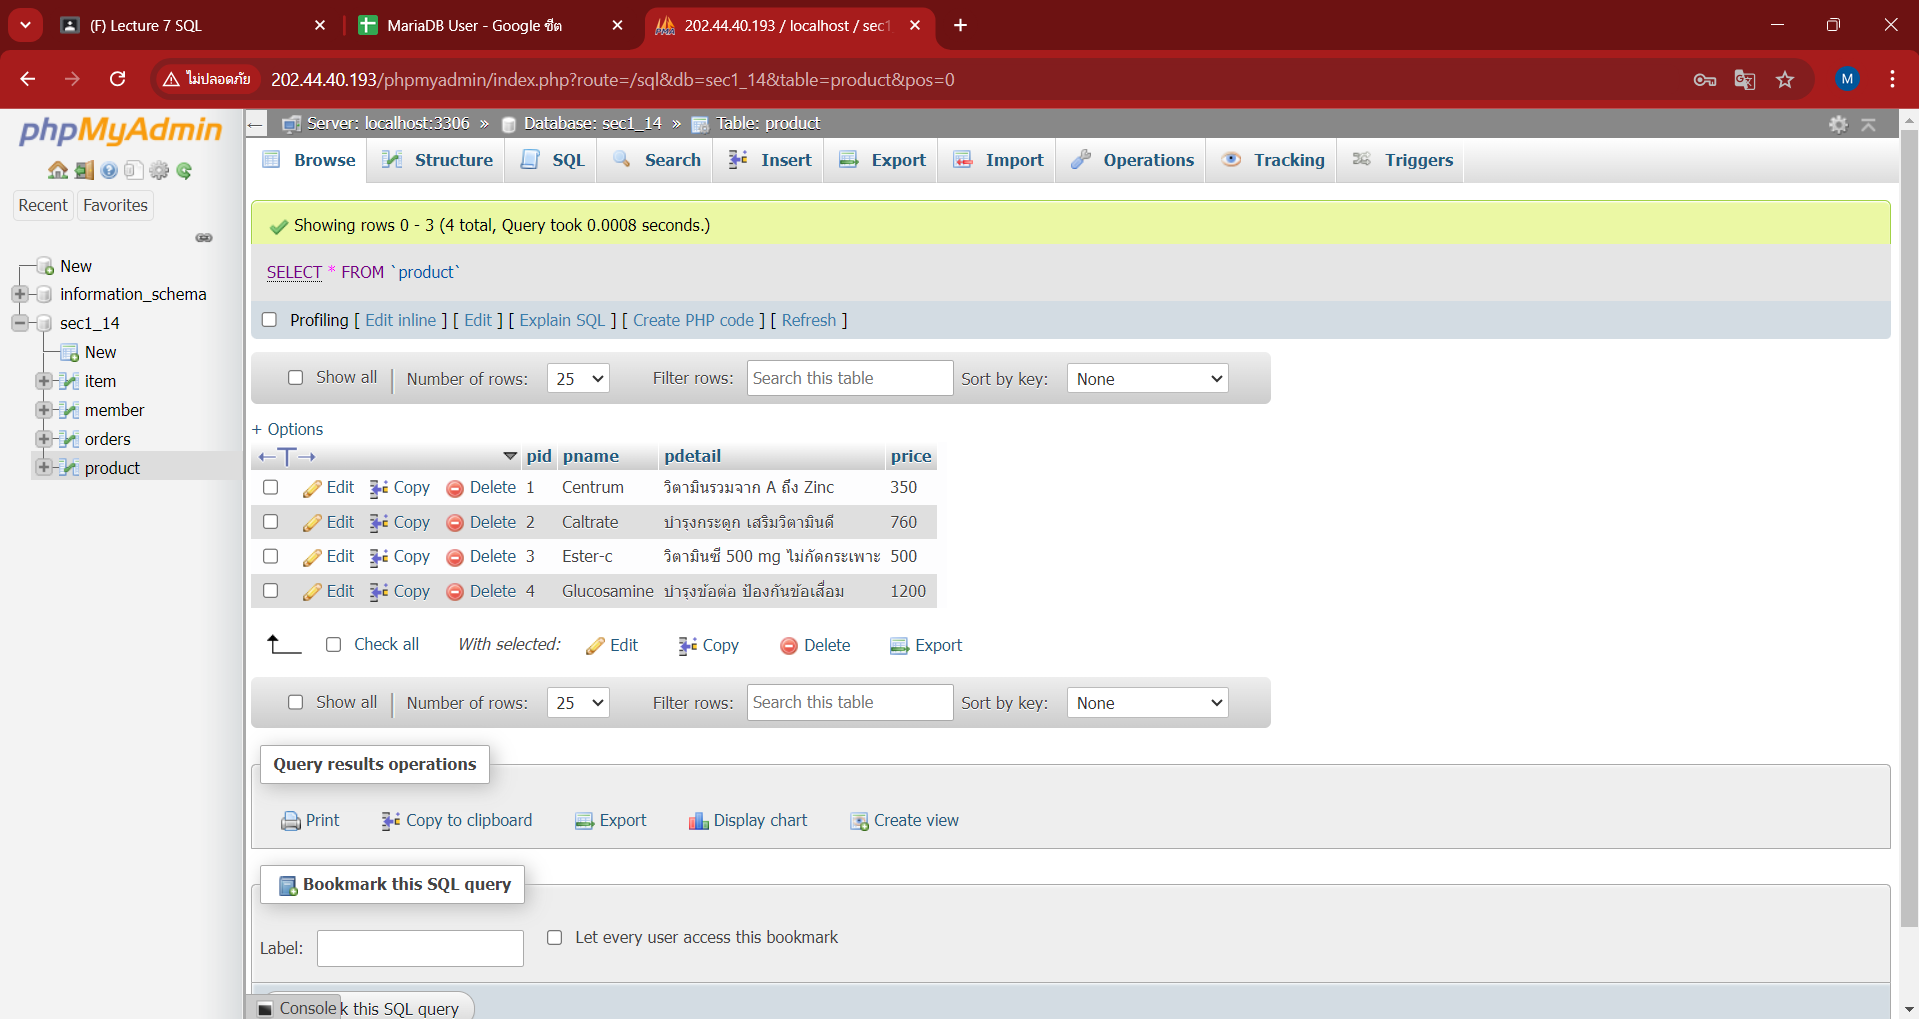 (F) Lecture 7 SQL
MariaDB User - Google ชีต
202.44.40.193 / localhost / sec1
ไม่ปลอดภัย 202.44.40.193/phpmyadmin/index.php?route=/sql&db=sec1_14&table=product&pos=0
M
phpMyAdmin
Recent Favorites
New
information_schema
sec1_14
New
item
member
orders
product
Server: localhost:3306 » Database: sec1_14 » Table: product
Browse Structure SQL Search Insert Export Import Operations Tracking Triggers
Showing rows 0 - 3 (4 total, Query took 0.0008 seconds.)
SELECT * FROM `product`
Profiling [ Edit inline ] [ Edit ] [ Explain SQL ] [ Create PHP code ] [ Refresh ]
Show all Number of rows: 25 Filter rows: Search this table Sort by key: None
+ Options
←T→ pid pname pdetail price
Edit Copy Delete 1 Centrum วิตามินรวมจาก A ถึง Zinc 350
Edit Copy Delete 2 Caltrate บำรุงกระดูก เสริมวิตามินดี 760
Edit Copy Delete 3 Ester-c วิตามินซี 500 mg ไม่กัดกระเพาะ 500
Edit Copy Delete 4 Glucosamine บำรุงข้อต่อ ป้องกันข้อเสื่อม 1200
Check all With selected: Edit Copy Delete Export
Show all Number of rows: 25 Filter rows: Search this table Sort by key: None
Query results operations
Print Copy to clipboard Export Display chart Create view
Bookmark this SQL query
Label: Let every user access this bookmark
Console k this SQL query